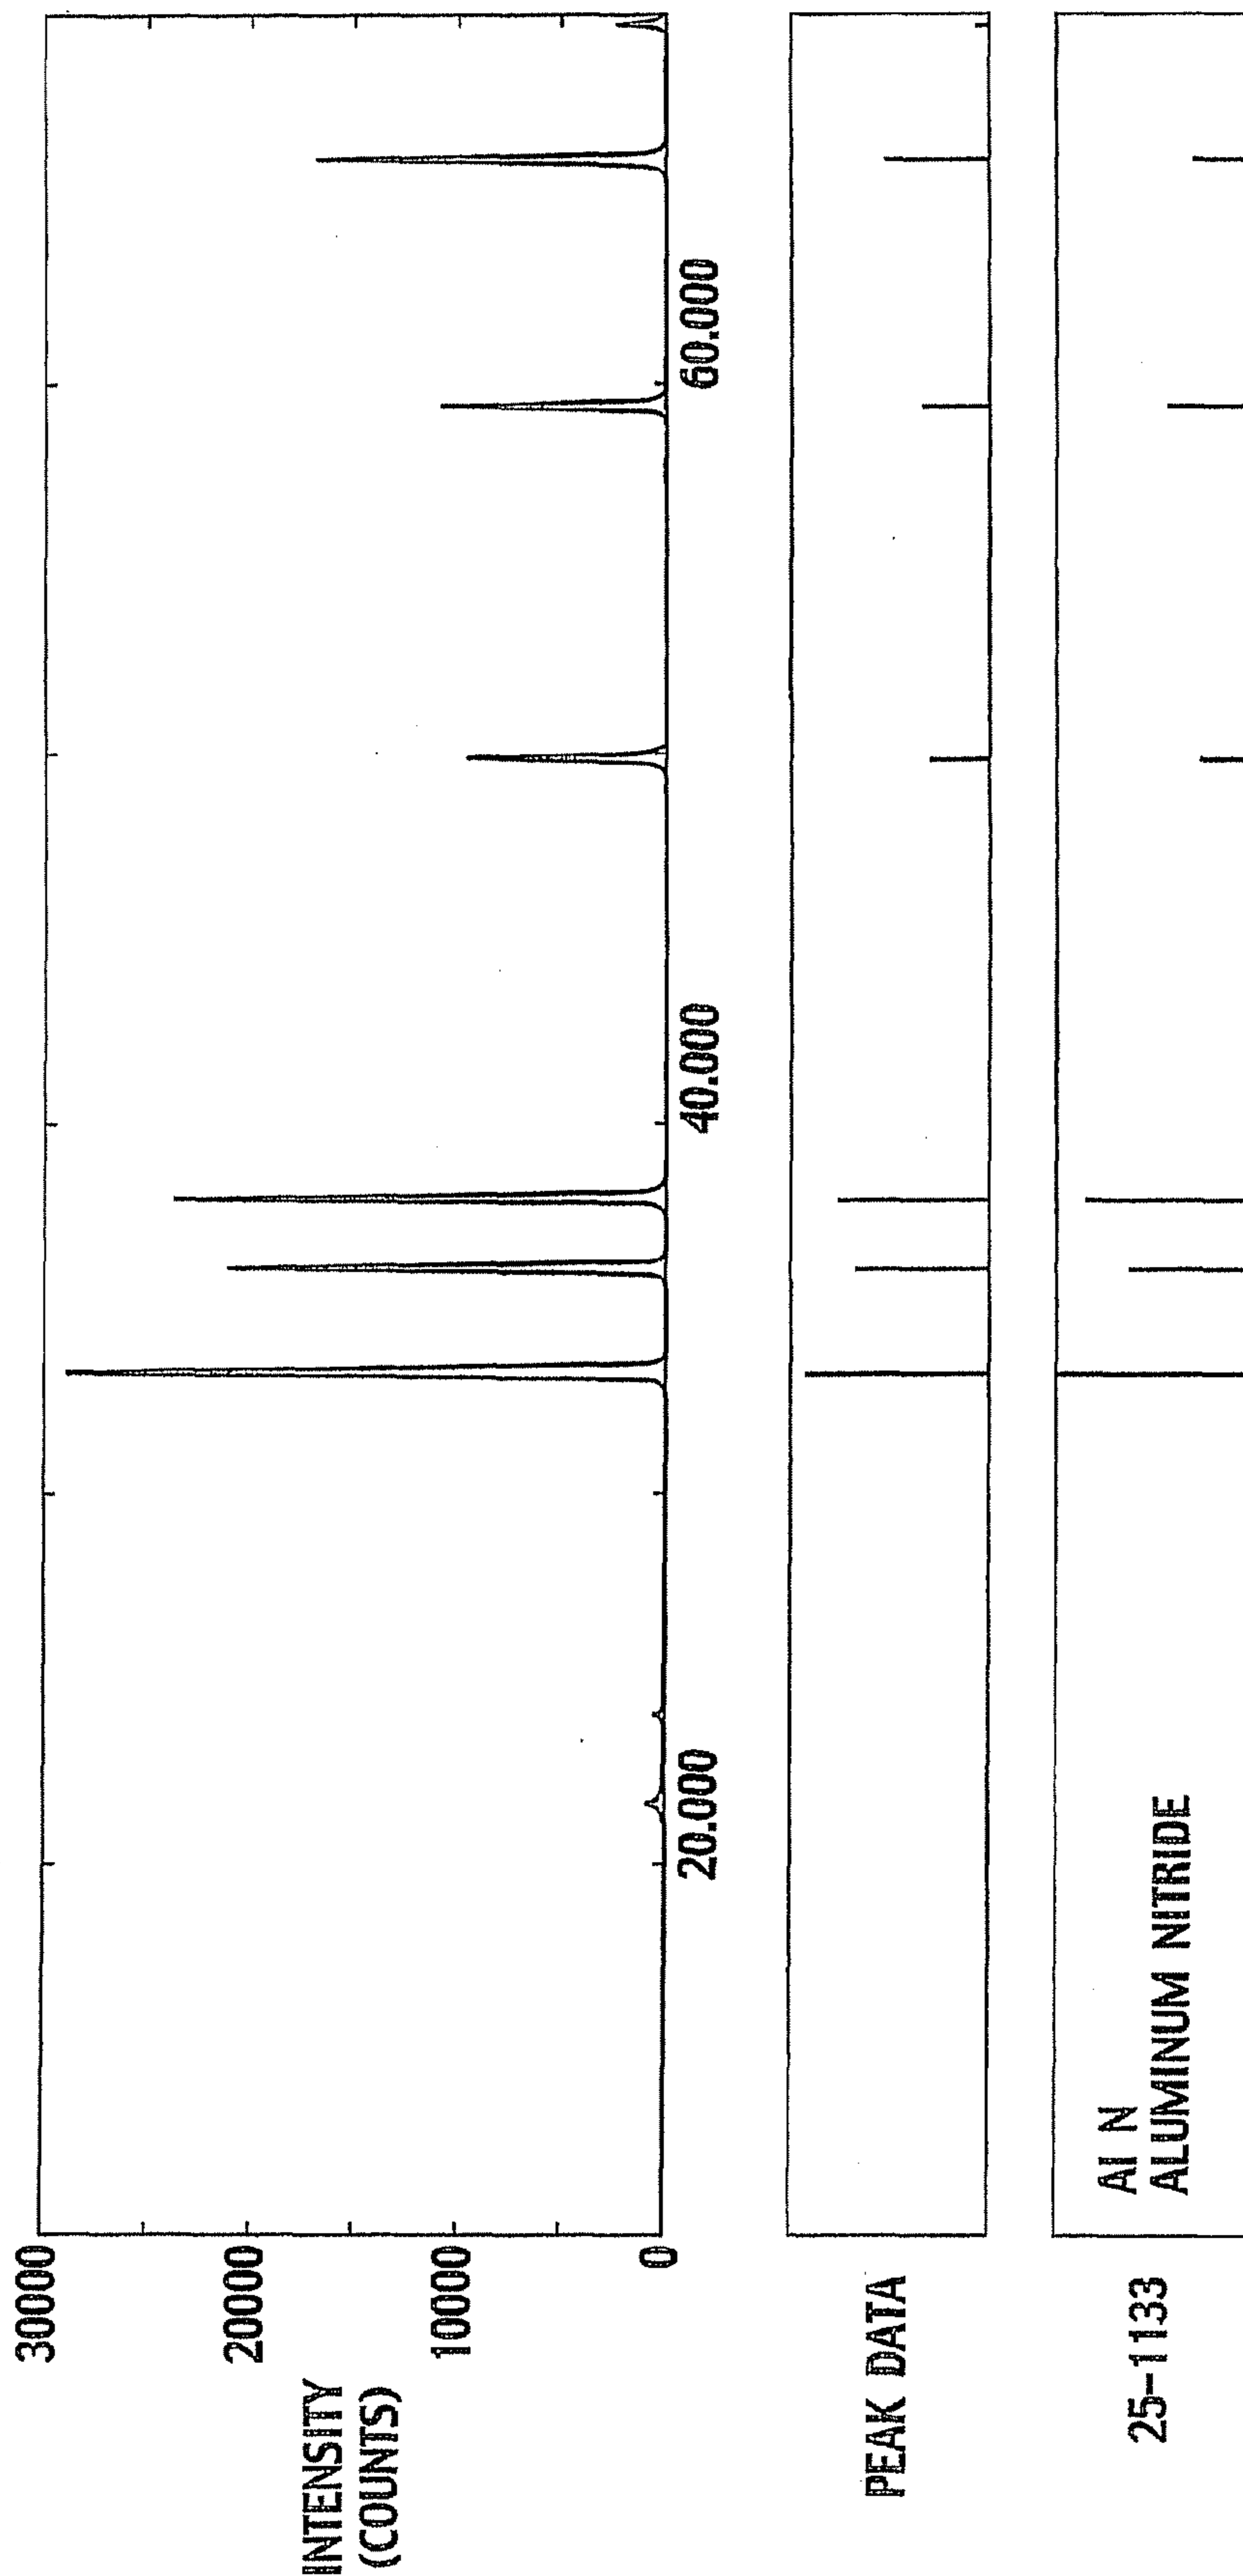 30000
20000
10000
0
INTENSITY
(COUNTS)
20.000
40.000
60.000
PEAK DATA
25-1133
Al N
ALUMINUM NITRIDE